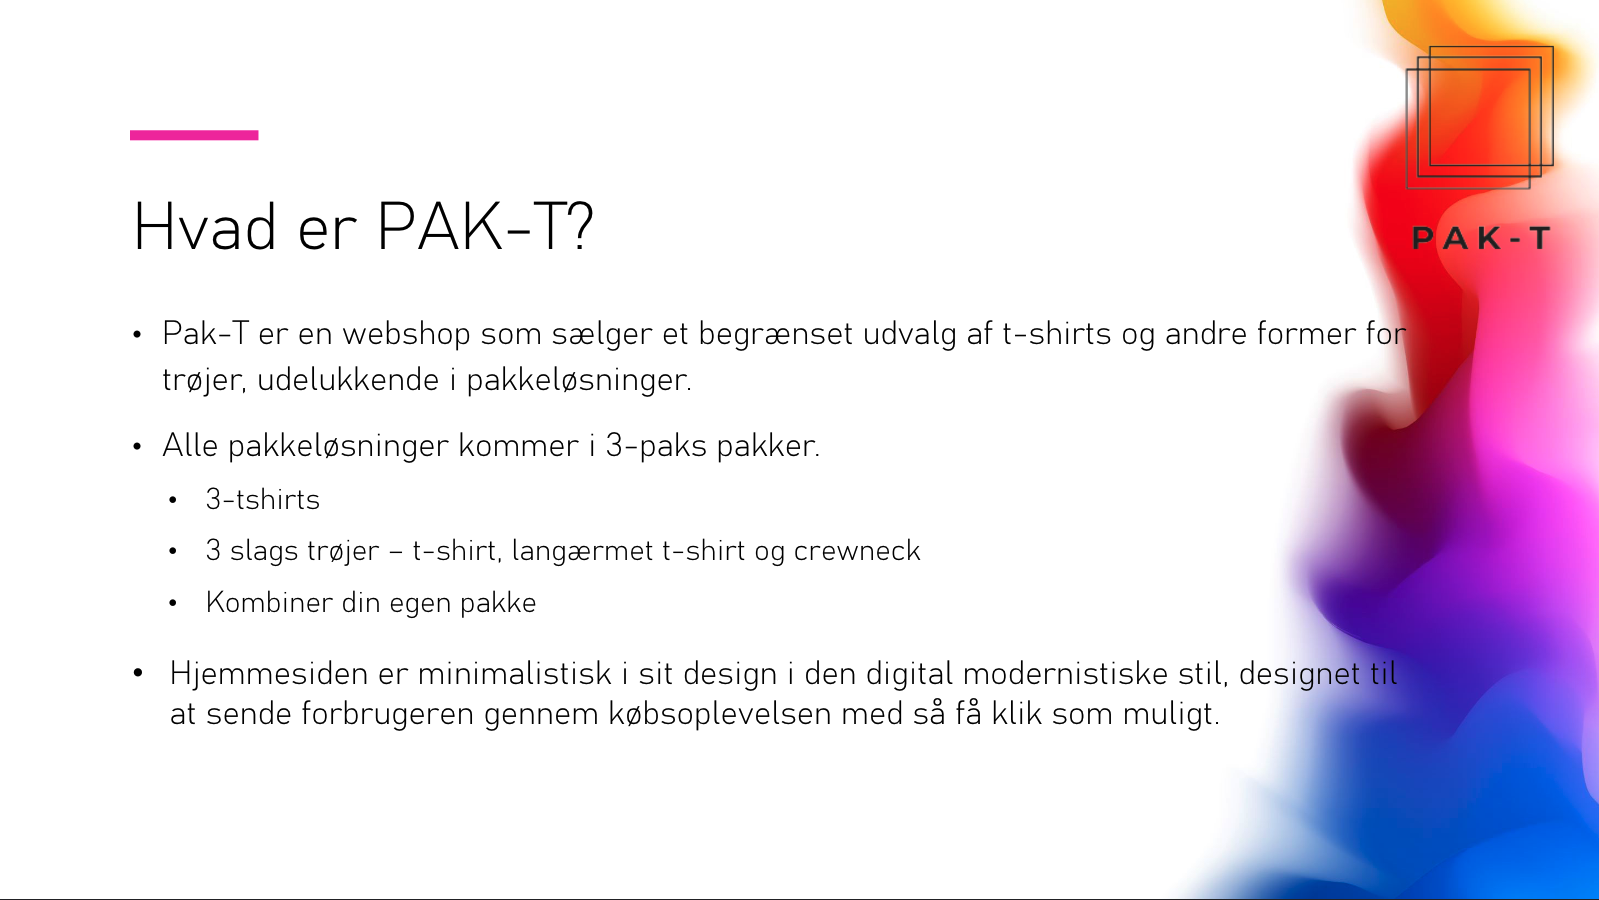 PAK-T
Hvad er PAK-T?
• Pak-T er en webshop som sælger et begrænset udvalg af t-shirts og andre former for
trøjer, udelukkende i pakkeløsninger.
• Alle pakkeløsninger kommer i 3-paks pakker.
• 3-tshirts
• 3 slags trøjer – t-shirt, langærmet t-shirt og crewneck
• Kombiner din egen pakke
• Hjemmesiden er minimalistisk i sit design i den digital modernistiske stil, designet til
at sende forbrugeren gennem købsoplevelsen med så få klik som muligt.